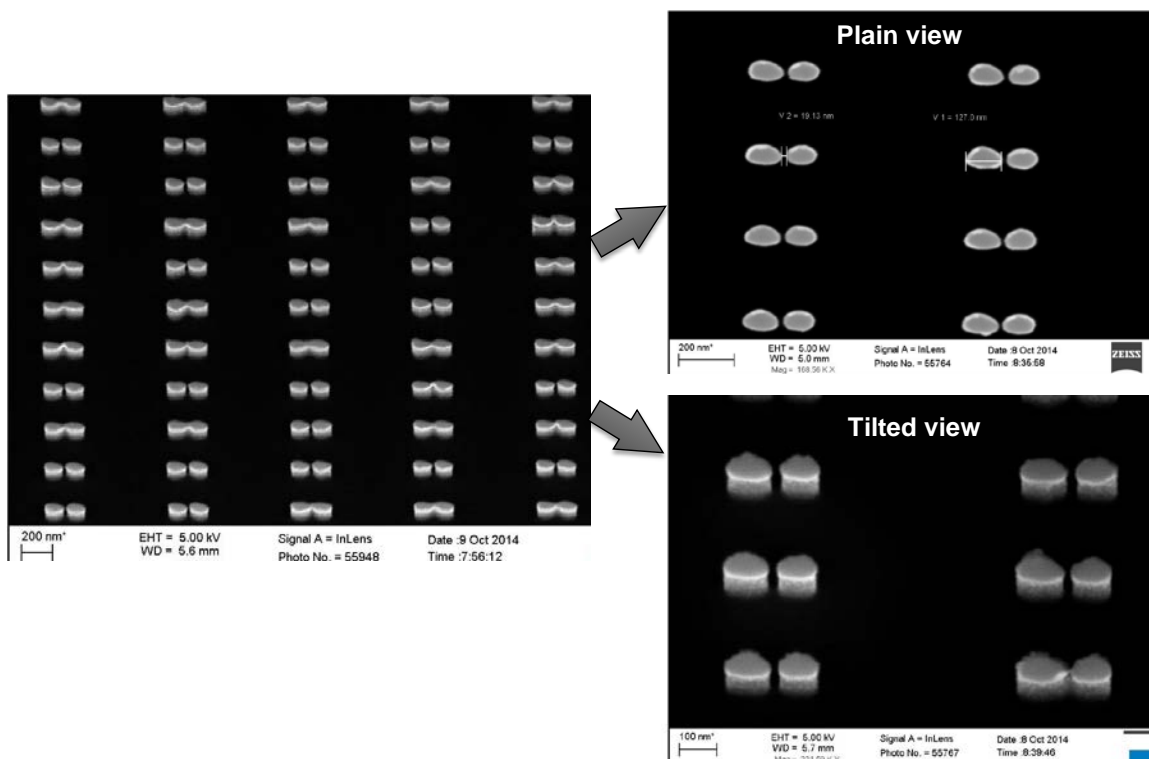 Plain view
V 2 = 19.13 nm
V 1 = 127.0 nm
200 nm*
EHT = 5.00 kV
WD = 5.0 mm
Mag = 168.56 K X
Signal A = InLens
Photo No. = 55764
Date :8 Oct 2014
Time :8:35:58
ZEISS
200 nm*
EHT = 5.00 kV
WD = 5.6 mm
Signal A = InLens
Photo No. = 55948
Date :9 Oct 2014
Time :7:56:12
Tilted view
100 nm*
EHT = 5.00 kV
WD = 5.7 mm
Signal A = InLens
Photo No. = 55767
Date :8 Oct 2014
Time :8:39:46